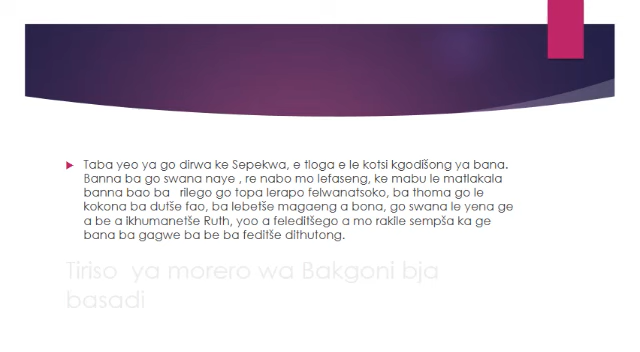 Taba yeo ya go dirwa ke Sepekwa, e tloga e le kotsi kgodišong ya bana.
Banna ba go swana naye , re nabo mo lefaseng, ke mabu le matlakala
banna bao ba rilego go topa lerapo felwanatsoko, ba thoma go le
kokona ba dutše fao, ba lebetše magaeng a bona, go swana le yena ge
a be a ikhumanetše Ruth, yoo a feleditšego a mo rakile sempša ka ge
bana ba gagwe ba be ba feditše dithutong.
Tiriso ya morero wa Bakgoni bja
basadi